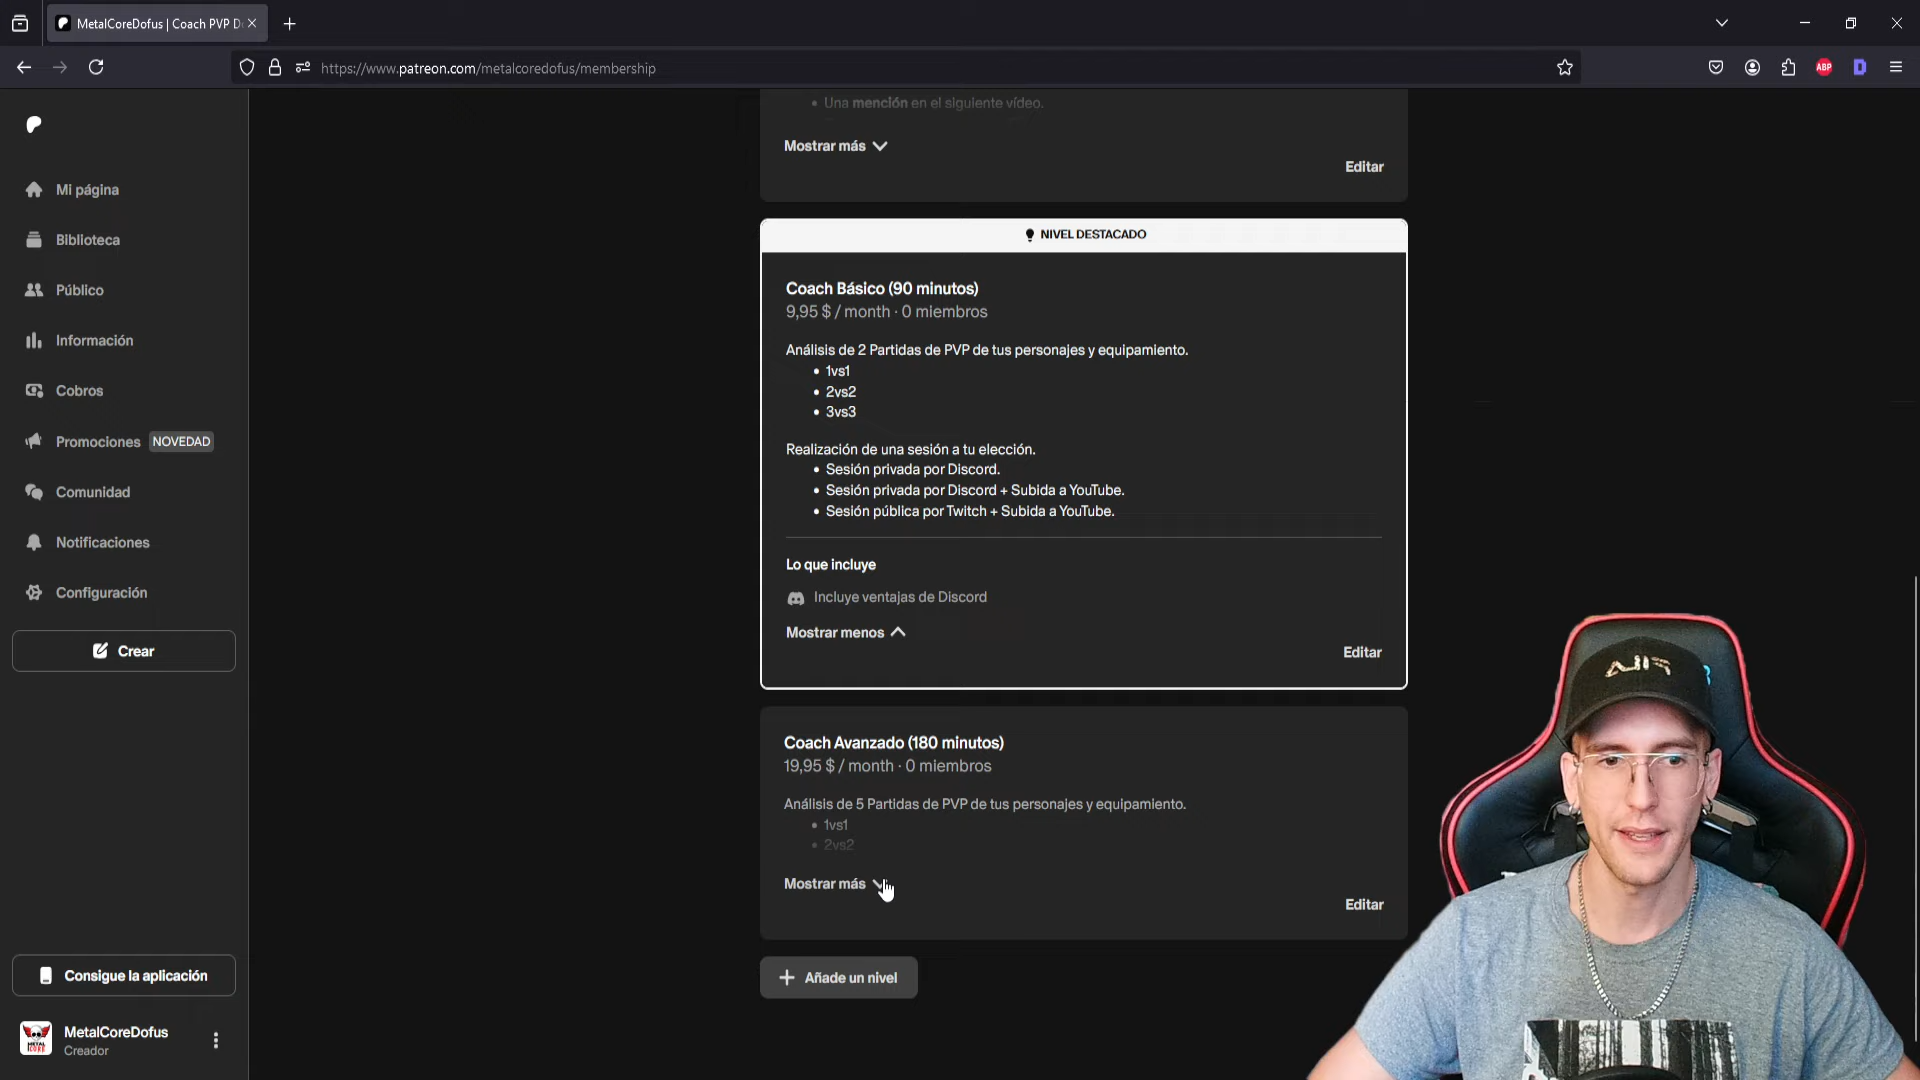 MetalCoreDofus | Coach PVP D
https://www.patreon.com/metalcoredofus/membership
ABP
D
Mi página
Biblioteca
Público
Información
Cobros
Promociones NOVEDAD
Comunidad
Notificaciones
Configuración
Crear
Consigue la aplicación
MetalCoreDofus
Creador
Una mención en el siguiente vídeo.
Mostrar más
Editar
NIVEL DESTACADO
Coach Básico (90 minutos)
9,95 $ / month · 0 miembros
Análisis de 2 Partidas de PVP de tus personajes y equipamiento.
1vs1
2vs2
3vs3
Realización de una sesión a tu elección.
Sesión privada por Discord.
Sesión privada por Discord + Subida a YouTube.
Sesión pública por Twitch + Subida a YouTube.
Lo que incluye
Incluye ventajas de Discord
Mostrar menos
Editar
Coach Avanzado (180 minutos)
19,95 $ / month · 0 miembros
Análisis de 5 Partidas de PVP de tus personajes y equipamiento.
1vs1
2vs2
Mostrar más
Editar
Añade un nivel